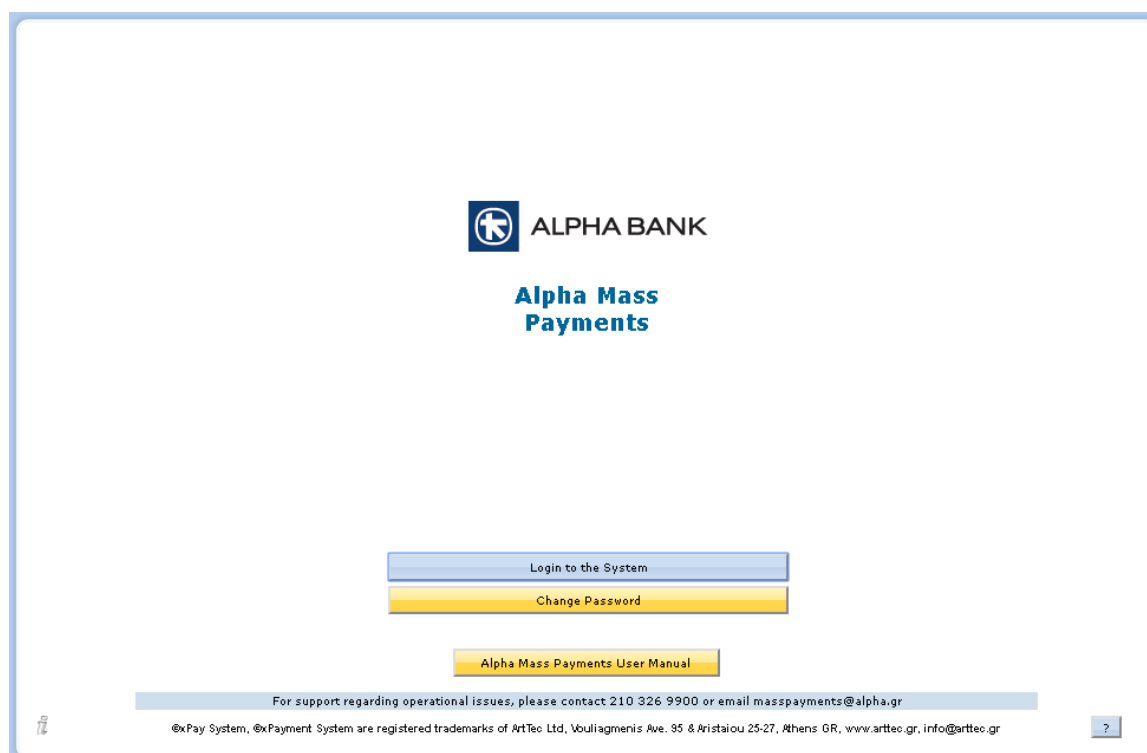 ALPHA BANK
Alpha Mass
Payments
Login to the System
Change Password
Alpha Mass Payments User Manual
For support regarding operational issues, please contact 210 326 9900 or email masspayments@alpha.gr
®xPay System, ®xPayment System are registered trademarks of ArtTec Ltd, Vouliagmenis Ave. 95 & Aristaiou 25-27, Athens GR, www.arttec.gr, info@arttec.gr
?